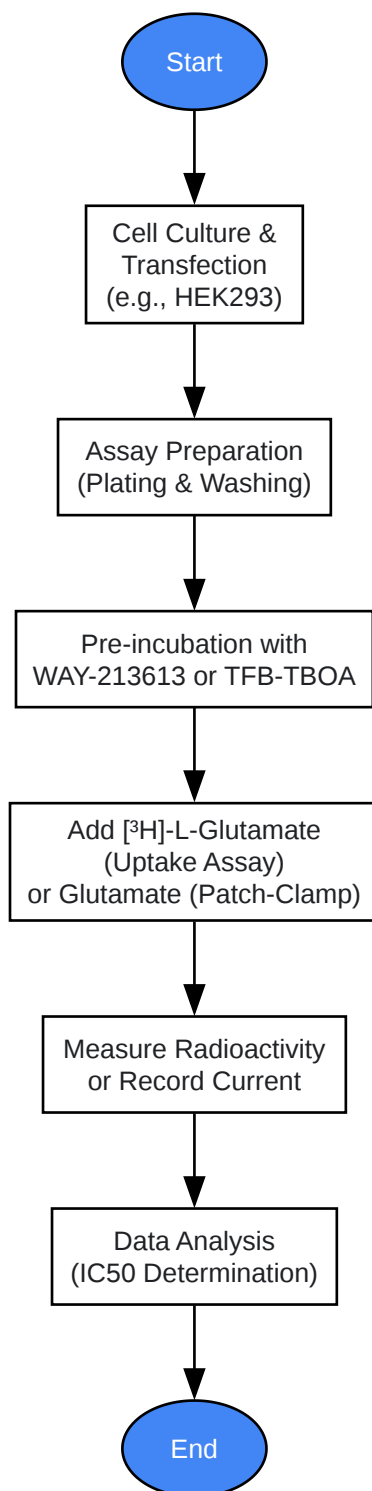 Start
Cell Culture &
Transfection
(e.g., HEK293)
Assay Preparation
(Plating & Washing)
Pre-incubation with
WAY-213613 or TFB-TBOA
Add [³H]-L-Glutamate
(Uptake Assay)
or Glutamate (Patch-Clamp)
Measure Radioactivity
or Record Current
Data Analysis
(IC50 Determination)
End